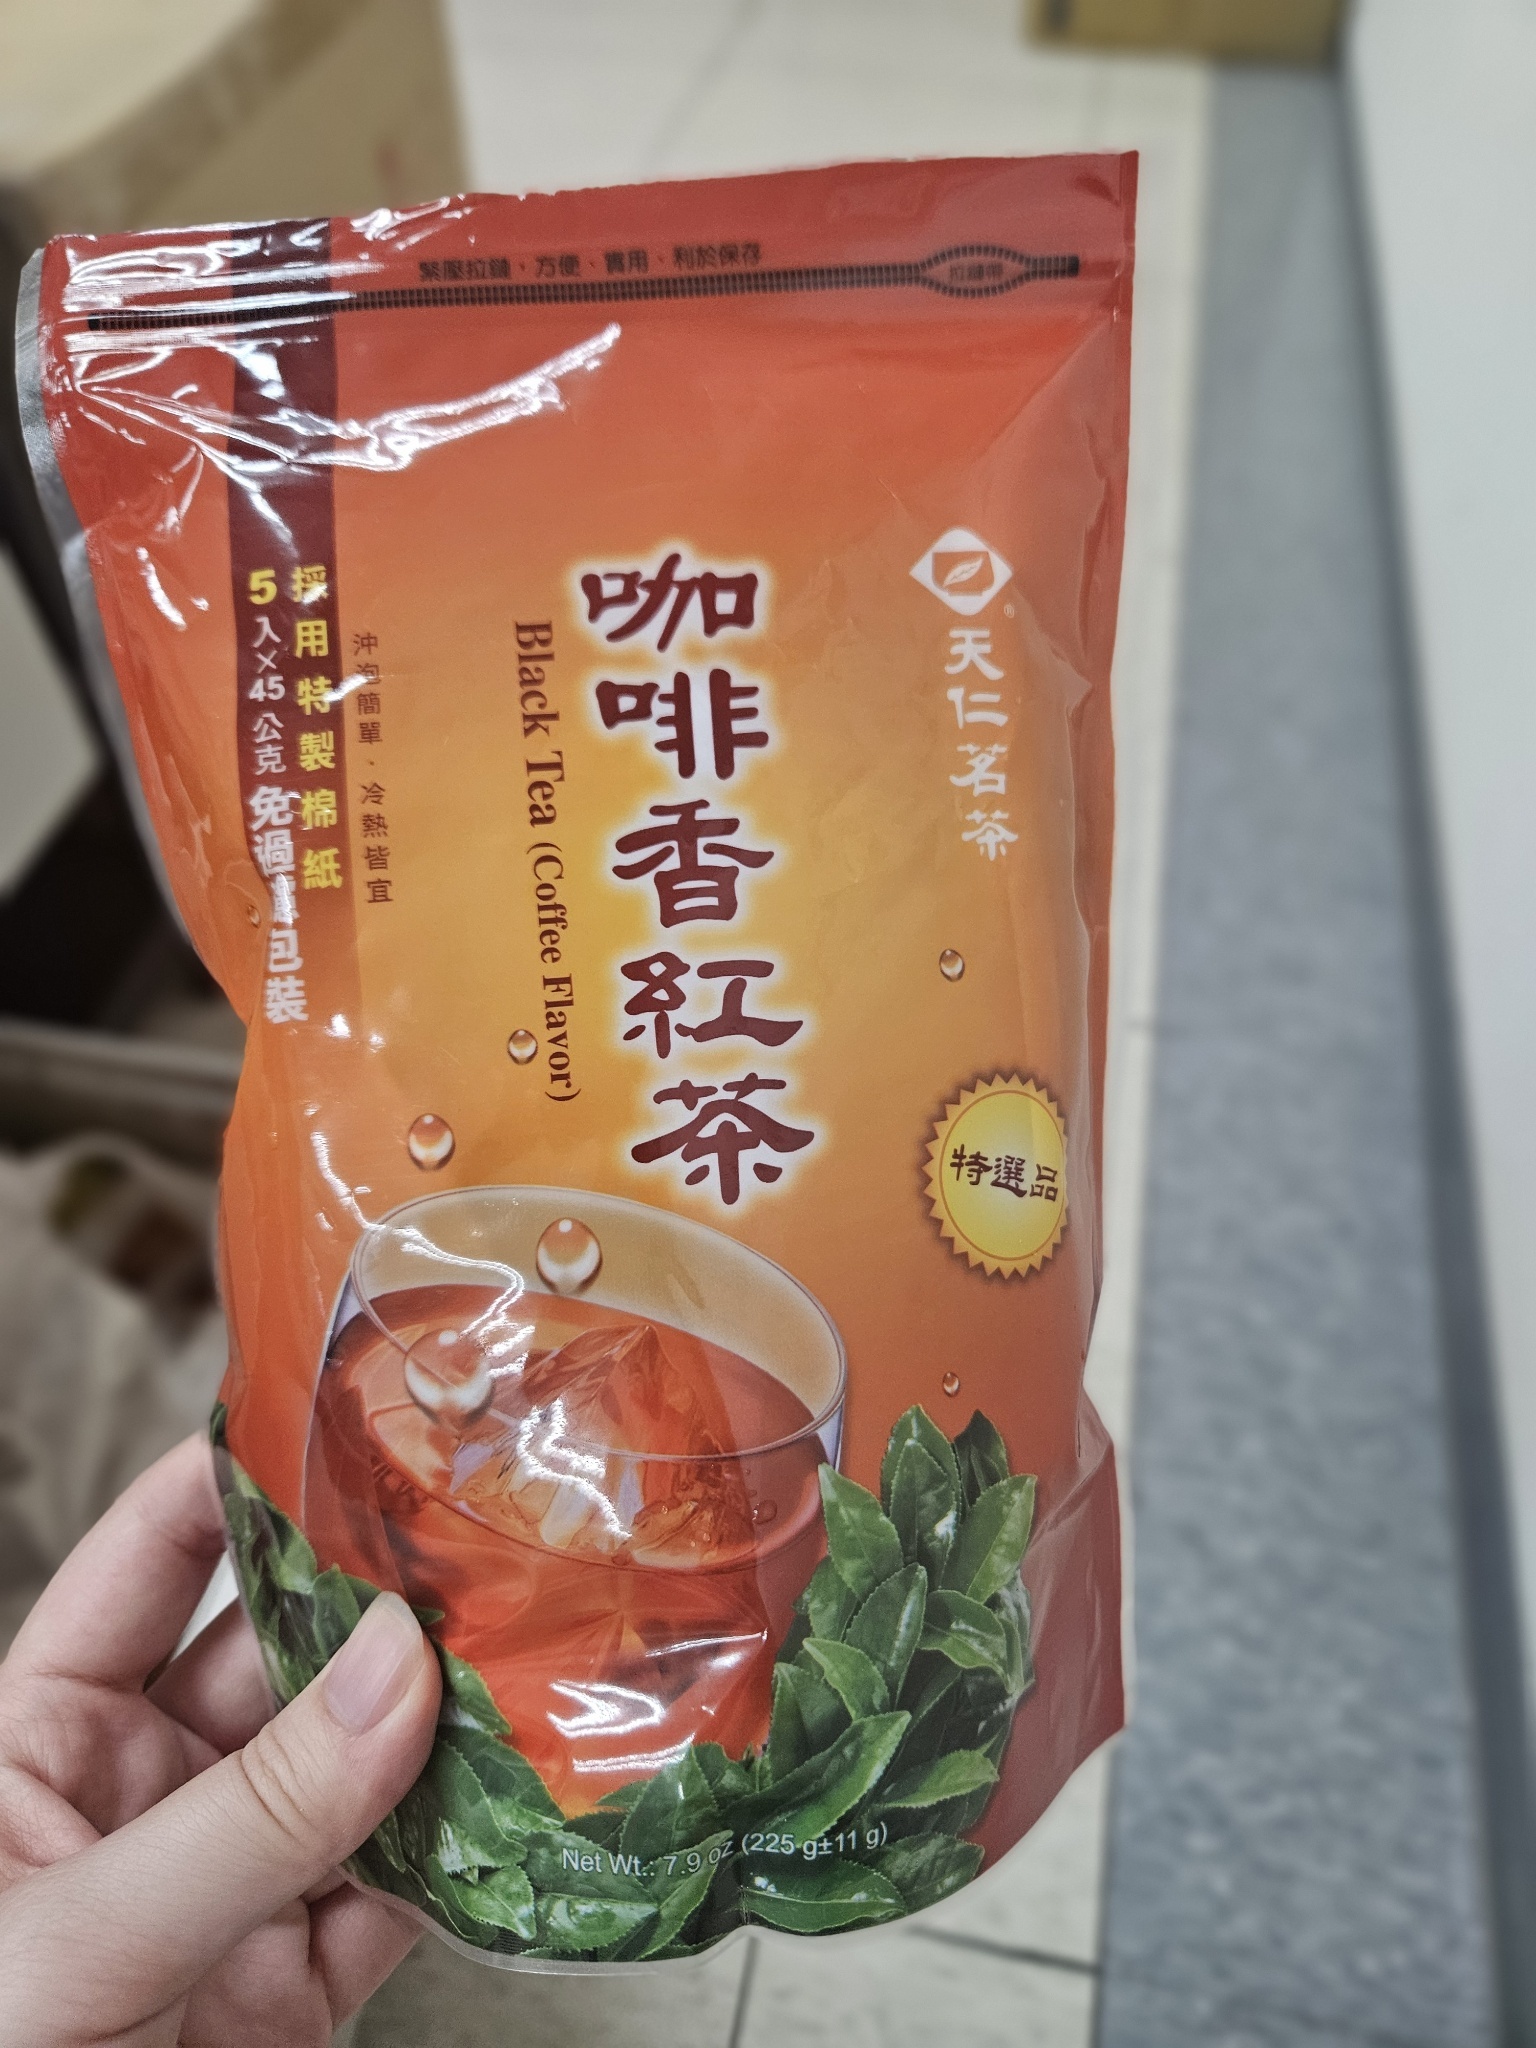 緊壓拉鏈，方便、實用、利於保存
拉鏈帶
天仁茗茶
®
咖啡香紅茶
Black Tea (Coffee Flavor)
特選品
沖泡簡單、冷熱皆宜
採用特製棉紙
5入×45公克免過濾包裝
Net Wt.: 7.9 oz (225 g±11 g)